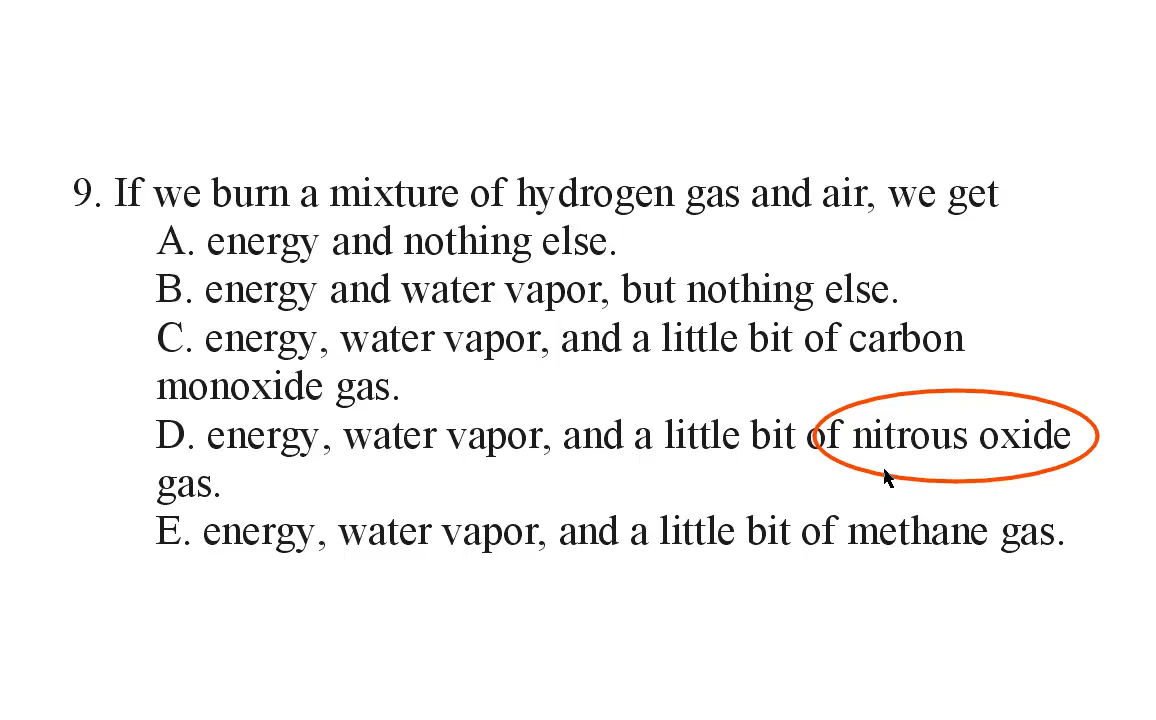 9. If we burn a mixture of hydrogen gas and air, we get
A. energy and nothing else.
B. energy and water vapor, but nothing else.
C. energy, water vapor, and a little bit of carbon
monoxide gas.
D. energy, water vapor, and a little bit of nitrous oxide
gas.
E. energy, water vapor, and a little bit of methane gas.